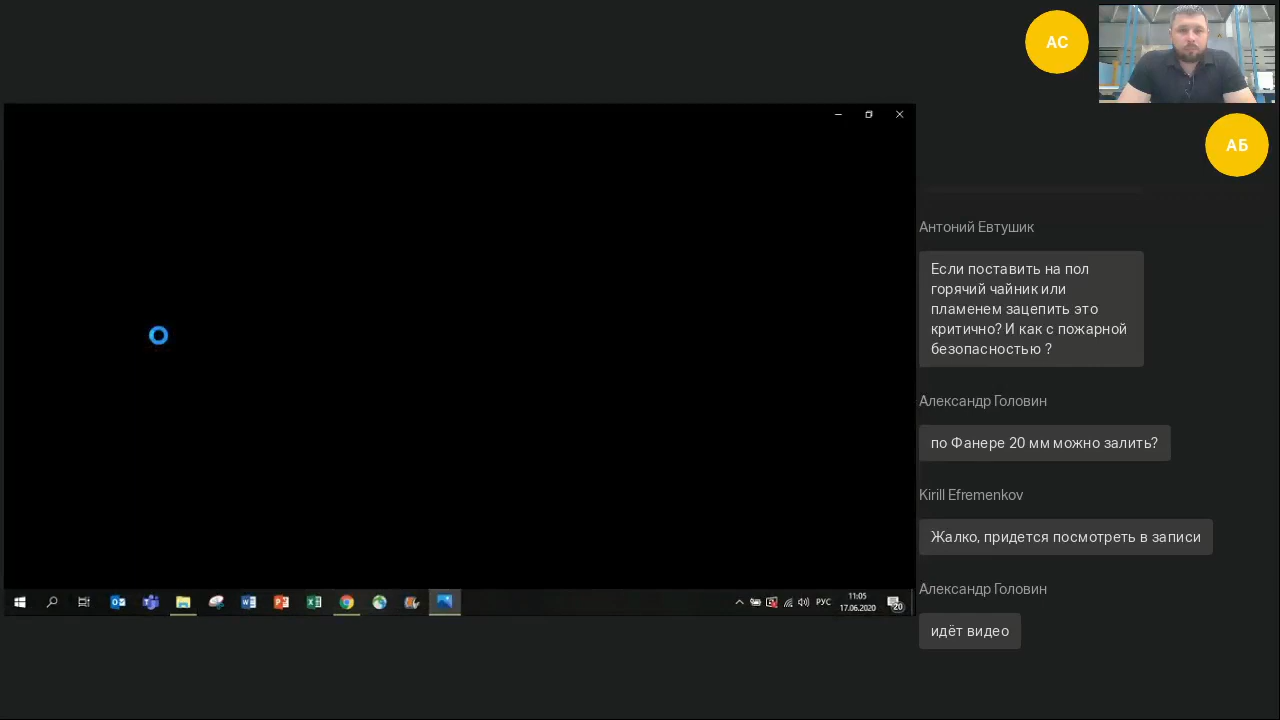 АС
АБ
Антоний Евтушик
Если поставить на пол
горячий чайник или
пламенем зацепить это
критично? И как с пожарной
безопасностью ?
Александр Головин
по Фанере 20 мм можно залить?
Kirill Efremenkov
Жалко, придется посмотреть в записи
Александр Головин
идёт видео
РУС
11:05
17.06.2020
20